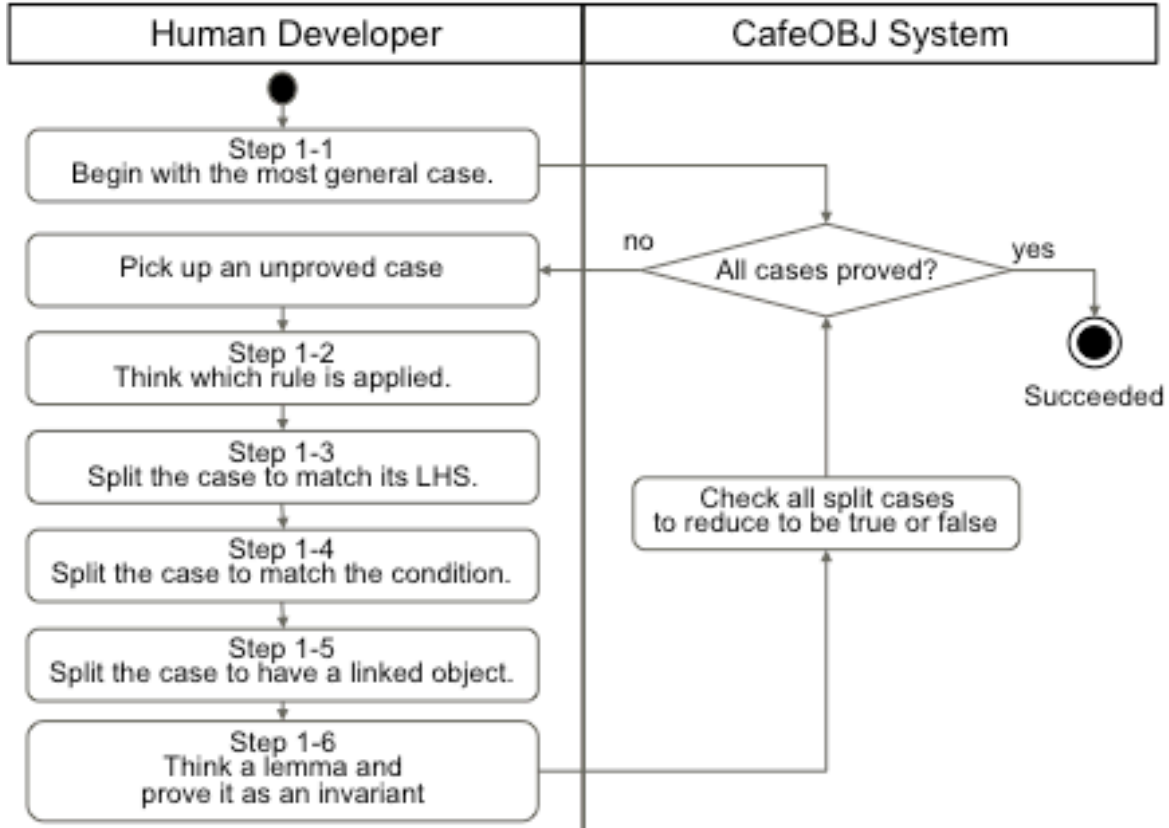 Human Developer
CafeOBJ System
Step 1-1
Begin with the most general case.
Pick up an unproved case
no
All cases proved?
yes
Succeeded
Step 1-2
Think which rule is applied.
Step 1-3
Split the case to match its LHS.
Step 1-4
Split the case to match the condition.
Step 1-5
Split the case to have a linked object.
Step 1-6
Think a lemma and
prove it as an invariant
Check all split cases
to reduce to be true or false